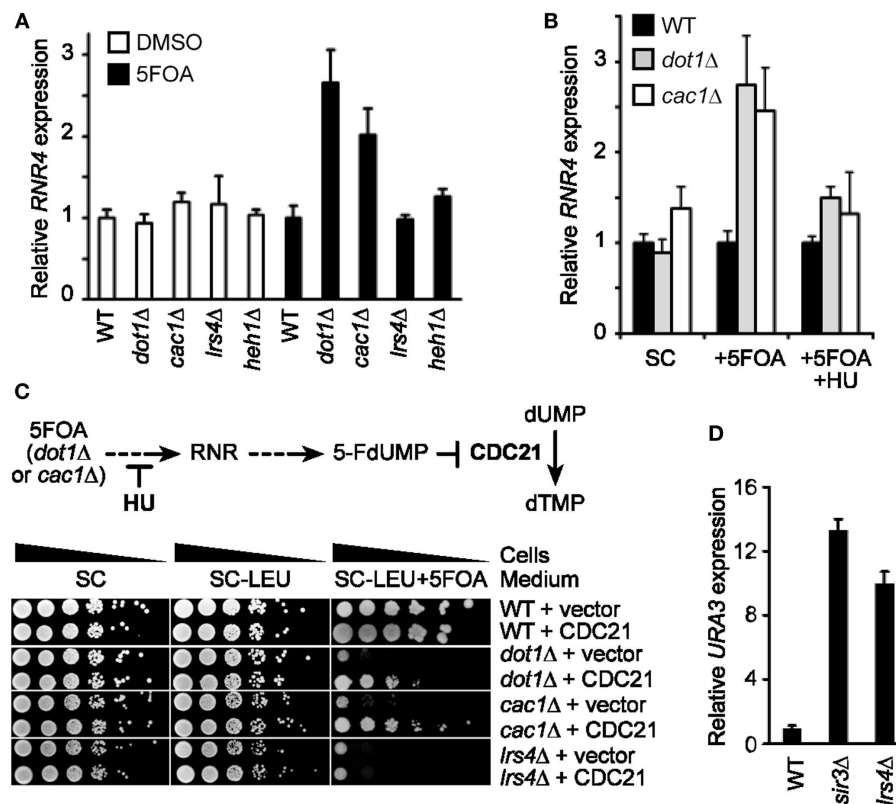 A
Relative RNR4 expression
3
2
1
0
DMSO
5FOA
WT
dot1Δ
cac1Δ
lrs4Δ
heh1Δ
WT
dot1Δ
cac1Δ
lrs4Δ
heh1Δ
B
Relative RNR4 expression
3
2
1
0
WT
dot1Δ
cac1Δ
SC
+5FOA
+5FOA
+HU
C
5FOA
(dot1Δ
or cac1Δ)
HU
RNR
5-FdUMP
CDC21
dUMP
dTMP
Cells
SC
SC-LEU
SC-LEU+5FOA
Medium
WT + vector
WT + CDC21
dot1Δ + vector
dot1Δ + CDC21
cac1Δ + vector
cac1Δ + CDC21
lrs4Δ + vector
lrs4Δ + CDC21
D
Relative URA3 expression
16
12
8
4
0
WT
sir3Δ
lrs4Δ